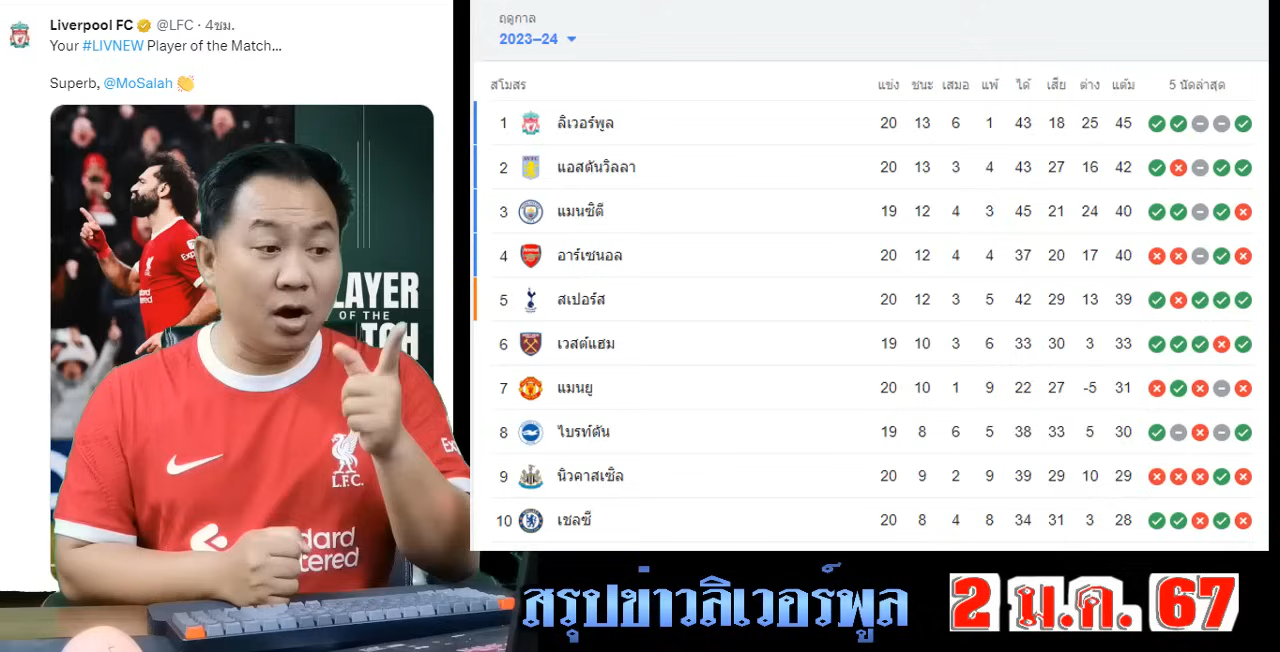 Liverpool FC @LFC · 4ชม.
Your #LIVNEW Player of the Match...
Superb, @MoSalah 👏
PLAYER
OF THE
L.F.C.
ฤดูกาล
2023–24
สโมสร แข่ง ชนะ เสมอ แพ้ ได้ เสีย ต่าง แต้ม 5 นัดล่าสุด
1 ลิเวอร์พูล 20 13 6 1 43 18 25 45
2 แอสตันวิลลา 20 13 3 4 43 27 16 42
3 แมนซิตี 19 12 4 3 45 21 24 40
4 อาร์เซนอล 20 12 4 4 37 20 17 40
5 สเปอร์ส 20 12 3 5 42 29 13 39
6 เวสต์แฮม 19 10 3 6 33 30 3 33
7 แมนยู 20 10 1 9 22 27 -5 31
8 ไบรท์ตัน 19 8 6 5 38 33 5 30
9 นิวคาสเซิล 20 9 2 9 39 29 10 29
10 เชลซี 20 8 4 8 34 31 3 28
สรุปข่าวลิเวอร์พูล 2 ม.ค. 67